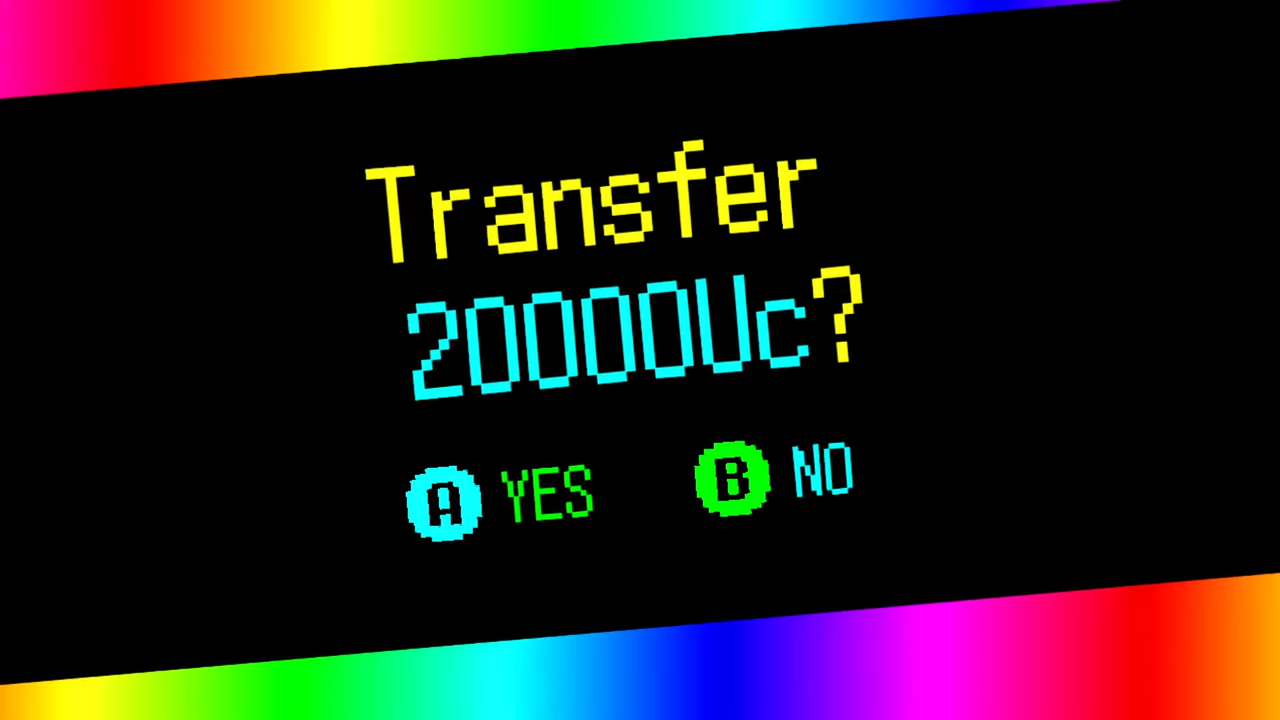 Transfer
20000Uc?
A YES B NO